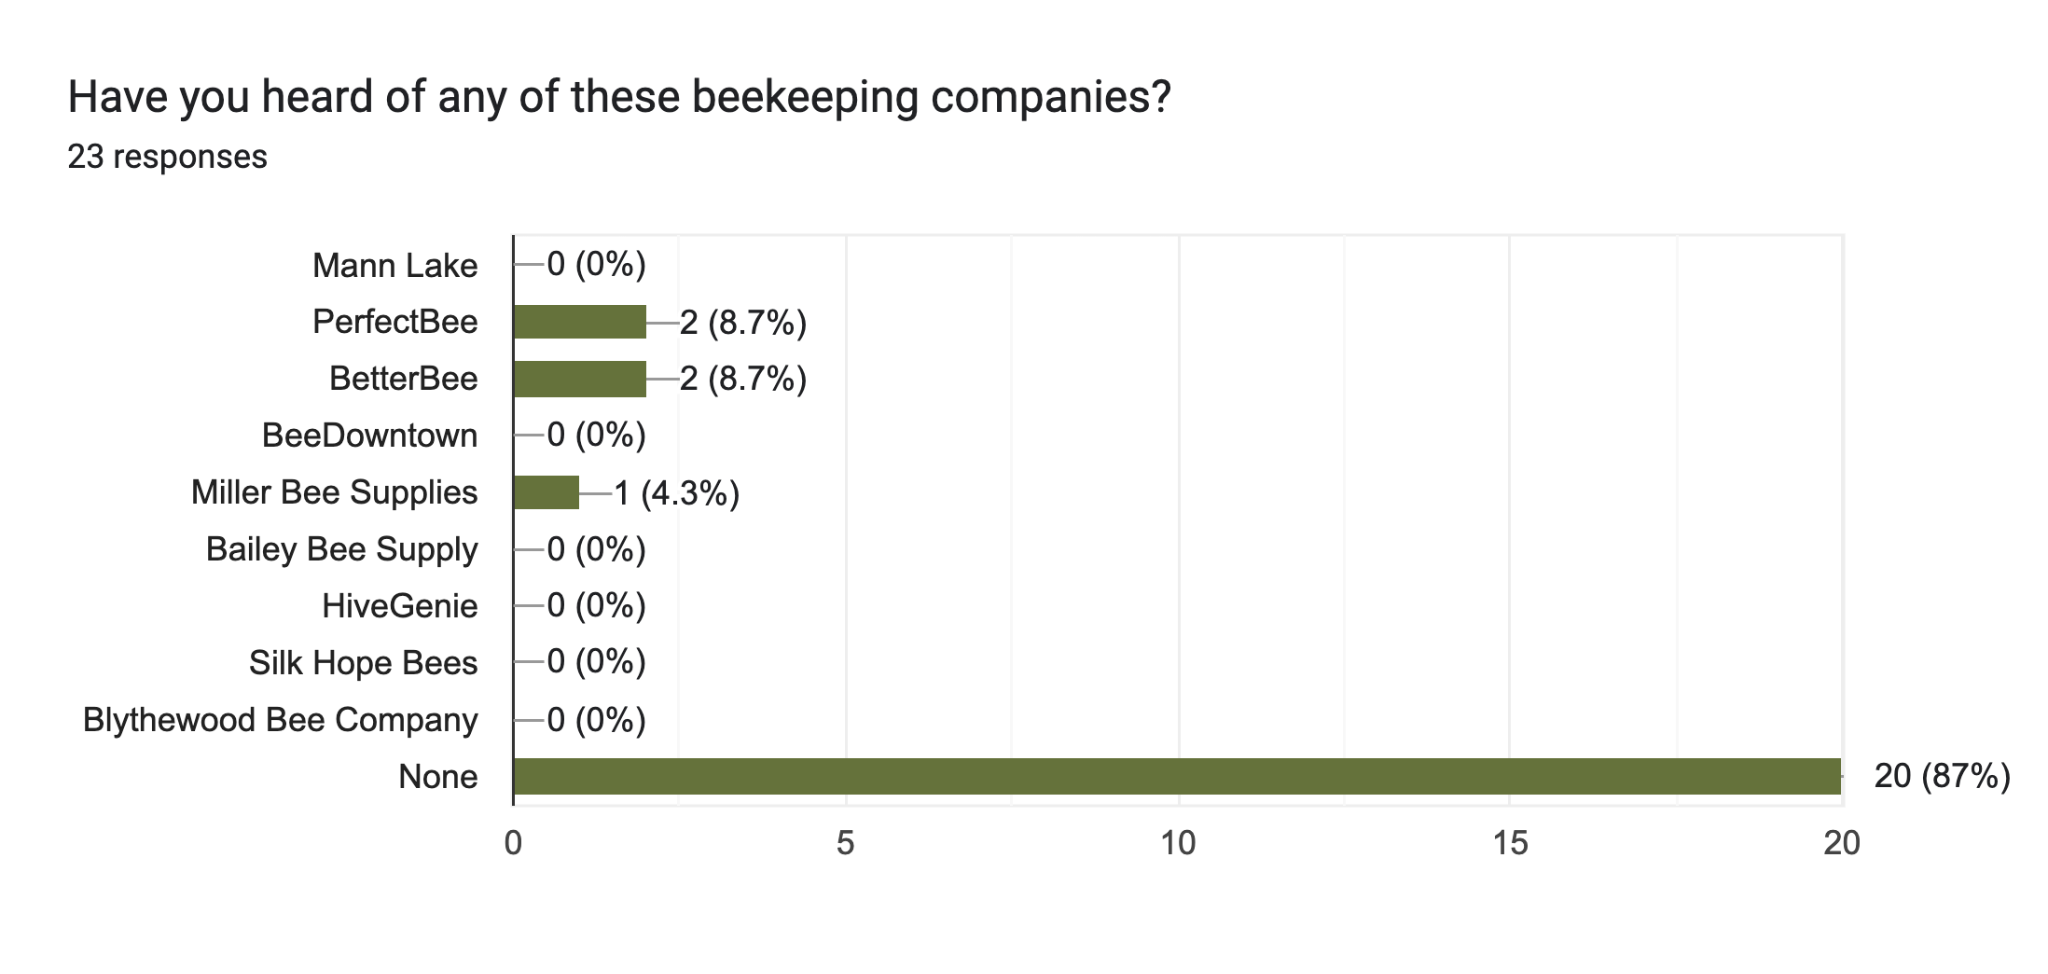 Have you heard of any of these beekeeping companies?
23 responses
Mann Lake 0 (0%)
PerfectBee 2 (8.7%)
BetterBee 2 (8.7%)
BeeDowntown 0 (0%)
Miller Bee Supplies 1 (4.3%)
Bailey Bee Supply 0 (0%)
HiveGenie 0 (0%)
Silk Hope Bees 0 (0%)
Blythewood Bee Company 0 (0%)
None 20 (87%)
0 5 10 15 20